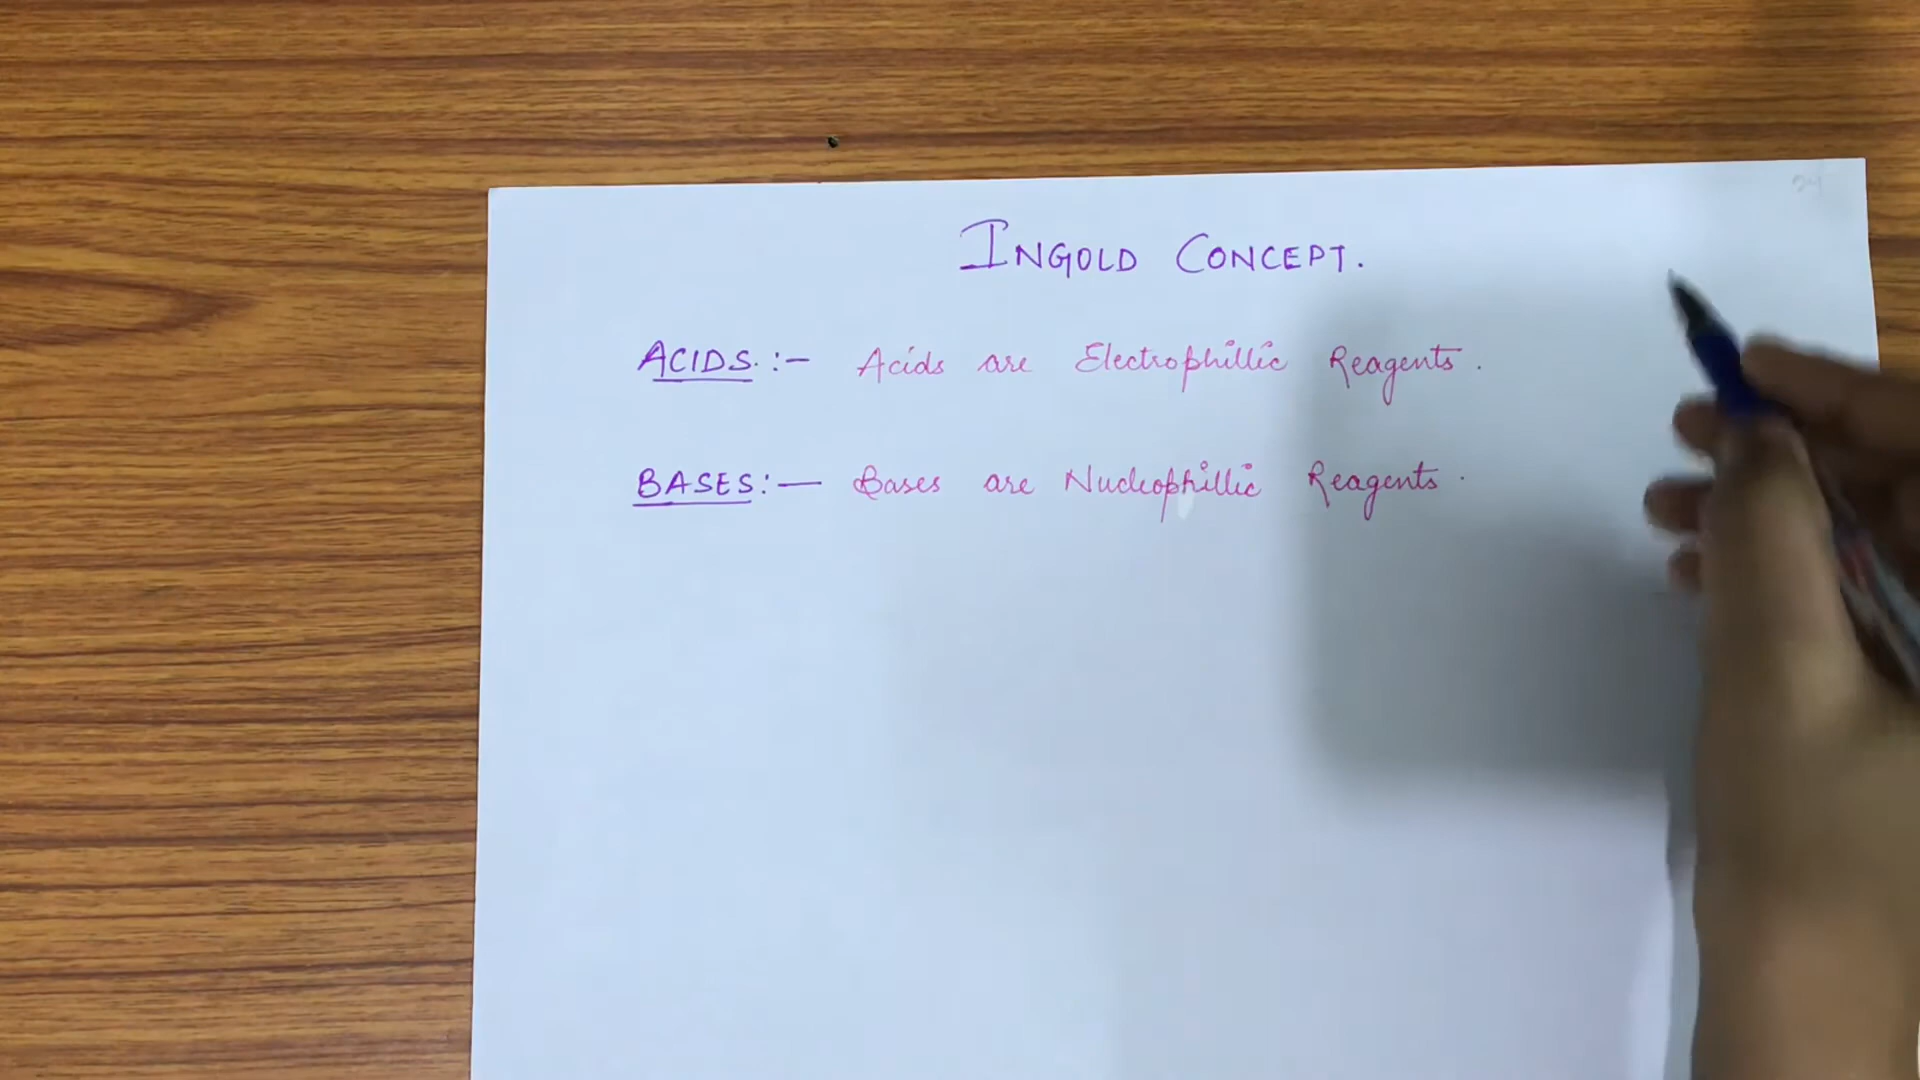 INGOLD CONCEPT.
ACIDS :- Acids are Electrophillic Reagents.
BASES :- Bases are Nucleophillic Reagents.